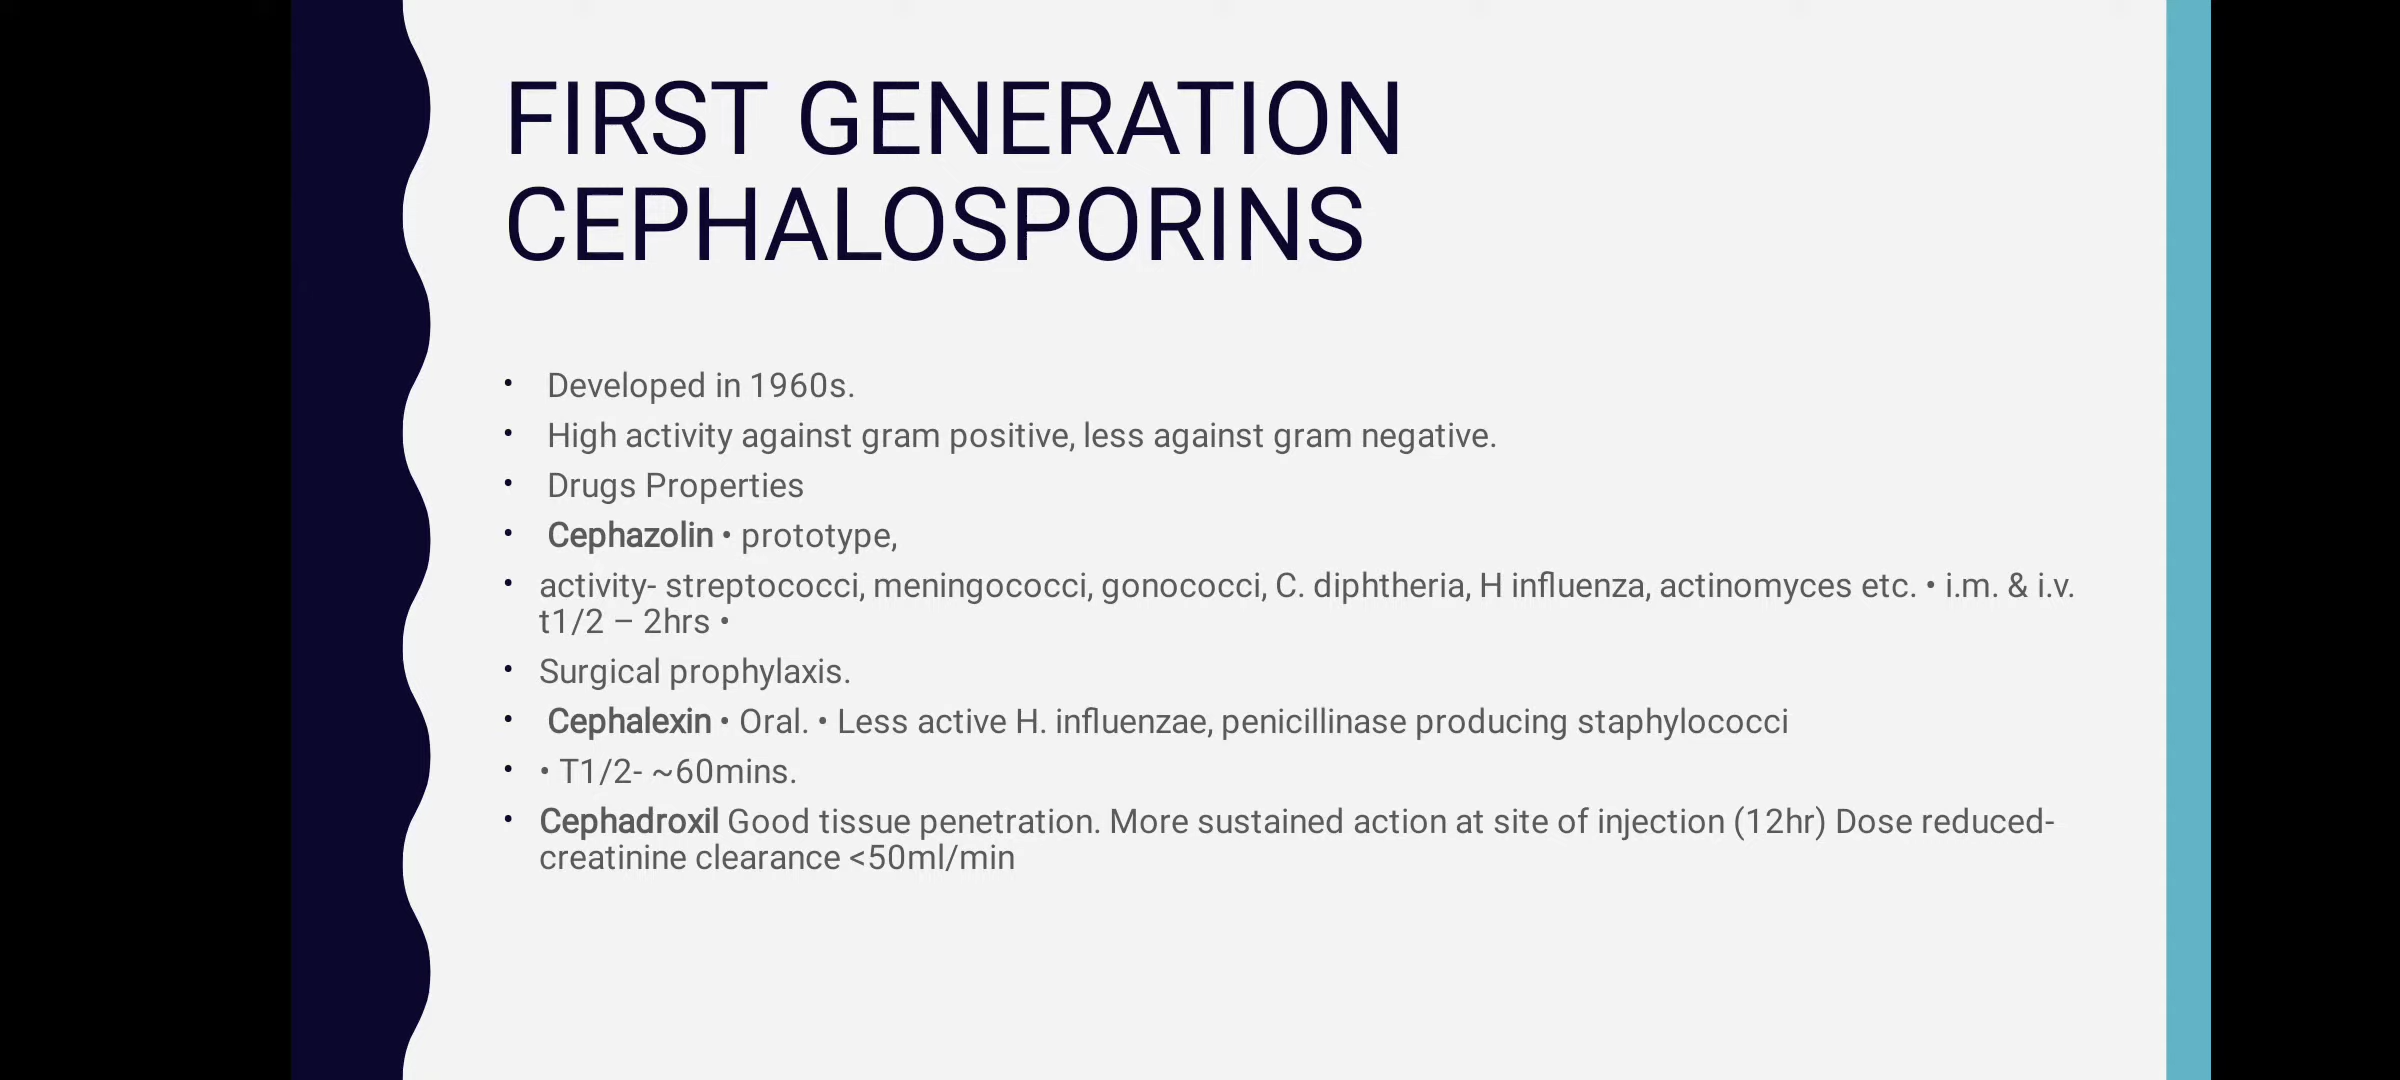 FIRST GENERATION
CEPHALOSPORINS
• Developed in 1960s.
• High activity against gram positive, less against gram negative.
• Drugs Properties
• Cephazolin • prototype,
• activity- streptococci, meningococci, gonococci, C. diphtheria, H influenza, actinomyces etc. • i.m. & i.v.
t1/2 – 2hrs •
• Surgical prophylaxis.
• Cephalexin • Oral. • Less active H. influenzae, penicillinase producing staphylococci
• • T1/2- ~60mins.
• Cephadroxil Good tissue penetration. More sustained action at site of injection (12hr) Dose reduced-
creatinine clearance <50ml/min